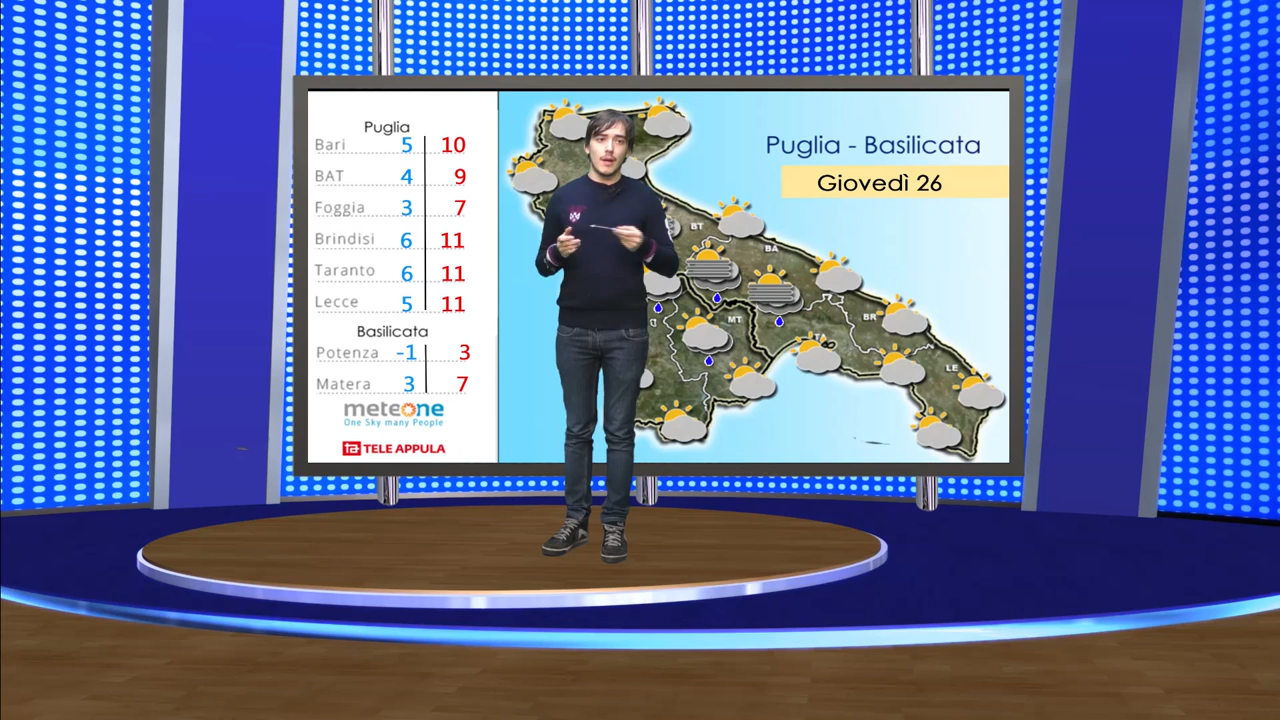 Puglia
Bari 5 10
BAT 4 9
Foggia 3 7
Brindisi 6 11
Taranto 6 11
Lecce 5 11
Basilicata
Potenza -1 3
Matera 3 7
meteone
One Sky many People
ta TELE APPULA
Puglia - Basilicata
Giovedì 26
BT
BA
MT
TA
BR
LE